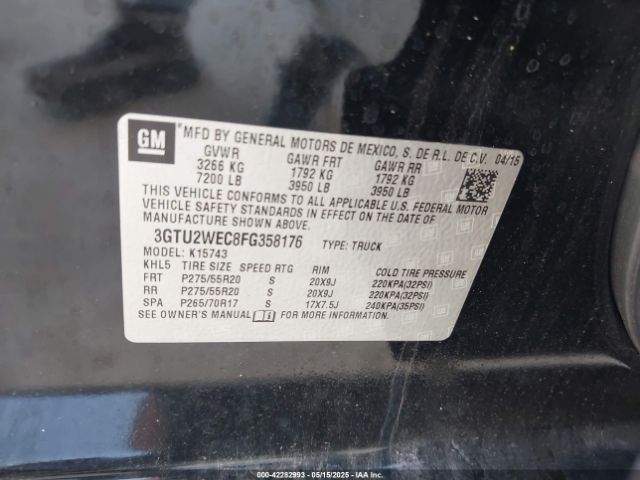 GM
*MFD BY GENERAL MOTORS DE MEXICO, S. DE R.L. DE C.V. 04/15
GVWR GAWR FRT GAWR RR
3266 KG 1792 KG 1792 KG
7200 LB 3950 LB 3950 LB
THIS VEHICLE CONFORMS TO ALL APPLICABLE U.S. FEDERAL MOTOR
VEHICLE SAFETY STANDARDS IN EFFECT ON THE DATE OF
MANUFACTURE SHOWN ABOVE.
3GTU2WEC8FG358176 TYPE: TRUCK
MODEL: K15743
KHL5 TIRE SIZE SPEED RTG RIM COLD TIRE PRESSURE
FRT P275/55R20 S 20X9J 220KPA(32PSI)
RR P275/55R20 S 20X9J 220KPA(32PSI)
SPA P265/70R17 S 17X7.5J 240KPA(35PSI)
SEE OWNER'S MANUAL FOR MORE INFORMATION.
000-42282993 - 05/15/2025 - IAA Inc.